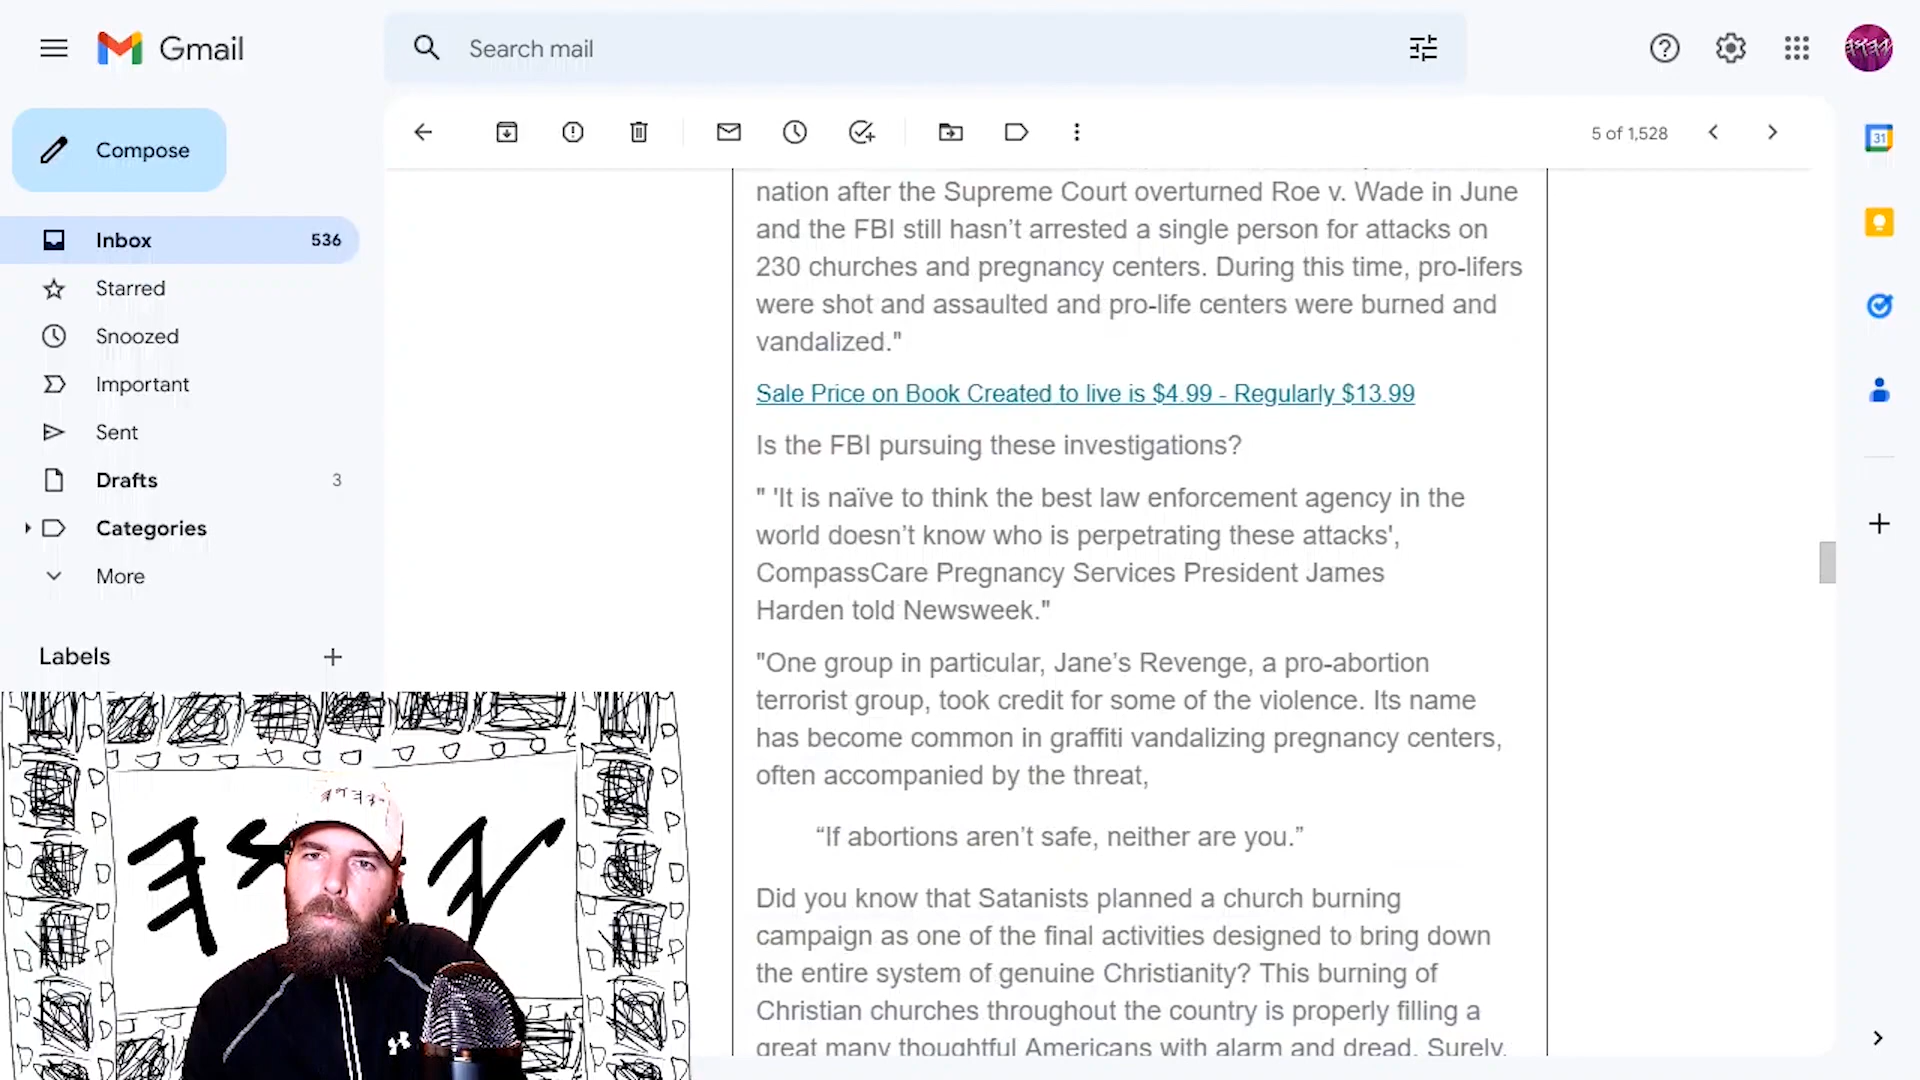 Gmail
Search mail
Compose
5 of 1,528
31
Inbox 536
Starred
Snoozed
Important
Sent
Drafts 3
Categories
More
Labels
nation after the Supreme Court overturned Roe v. Wade in June
and the FBI still hasn’t arrested a single person for attacks on
230 churches and pregnancy centers. During this time, pro-lifers
were shot and assaulted and pro-life centers were burned and
vandalized."
Sale Price on Book Created to live is $4.99 - Regularly $13.99
Is the FBI pursuing these investigations?
" 'It is naïve to think the best law enforcement agency in the
world doesn’t know who is perpetrating these attacks',
CompassCare Pregnancy Services President James
Harden told Newsweek."
"One group in particular, Jane’s Revenge, a pro-abortion
terrorist group, took credit for some of the violence. Its name
has become common in graffiti vandalizing pregnancy centers,
often accompanied by the threat,
“If abortions aren’t safe, neither are you.”
Did you know that Satanists planned a church burning
campaign as one of the final activities designed to bring down
the entire system of genuine Christianity? This burning of
Christian churches throughout the country is properly filling a
great many thoughtful Americans with alarm and dread. Surely,